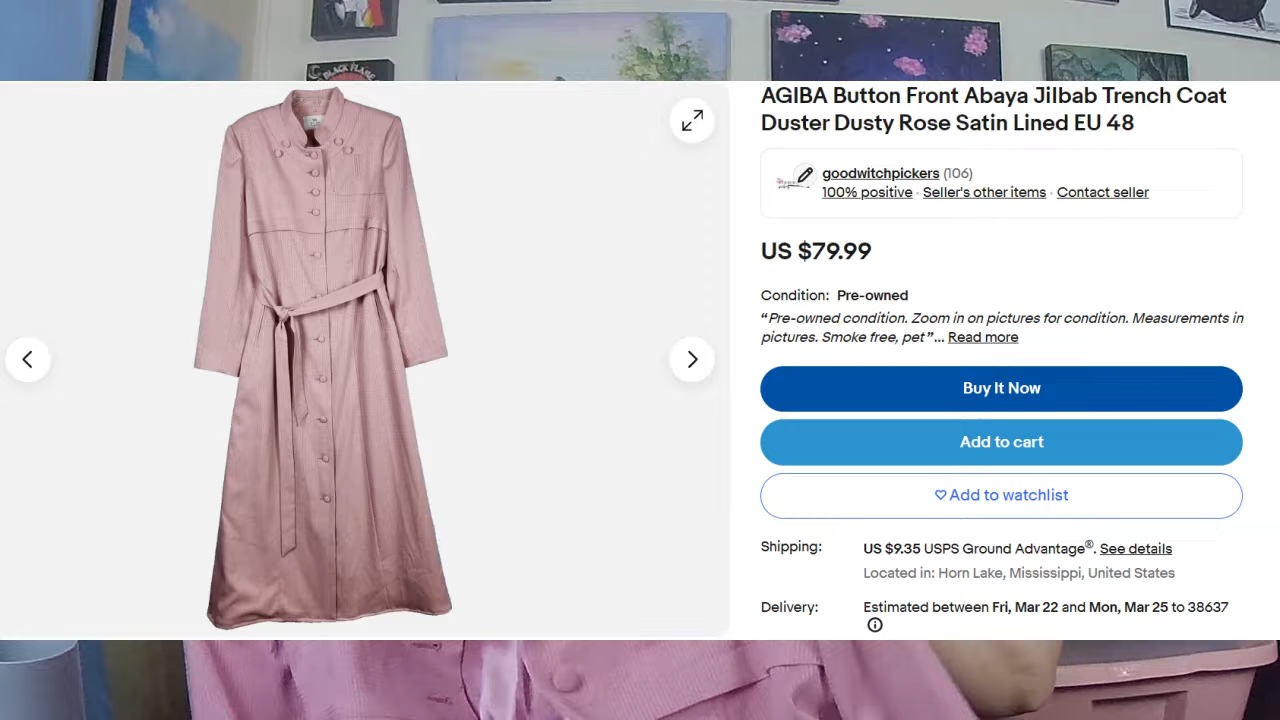 BLACK FLAME
AGIBA Button Front Abaya Jilbab Trench Coat
Duster Dusty Rose Satin Lined EU 48
goodwitchpickers (106)
100% positive · Seller's other items · Contact seller
US $79.99
Condition: Pre-owned
“Pre-owned condition. Zoom in on pictures for condition. Measurements in
pictures. Smoke free, pet”... Read more
Buy It Now
Add to cart
♡ Add to watchlist
Shipping: US $9.35 USPS Ground Advantage®. See details
Located in: Horn Lake, Mississippi, United States
Delivery: Estimated between Fri, Mar 22 and Mon, Mar 25 to 38637